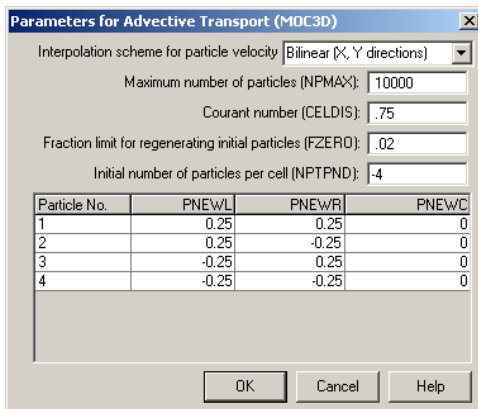 Parameters for Advective Transport (MOC3D)
Interpolation scheme for particle velocity Bilinear (X, Y directions)
Maximum number of particles (NPMAX): 10000
Courant number (CELDIS): .75
Fraction limit for regenerating initial particles (FZERO): .02
Initial number of particles per cell (NPTPND): -4
Particle No. PNEWL PNEWR PNEWC
1 0.25 0.25 0
2 0.25 -0.25 0
3 -0.25 0.25 0
4 -0.25 -0.25 0
OK Cancel Help